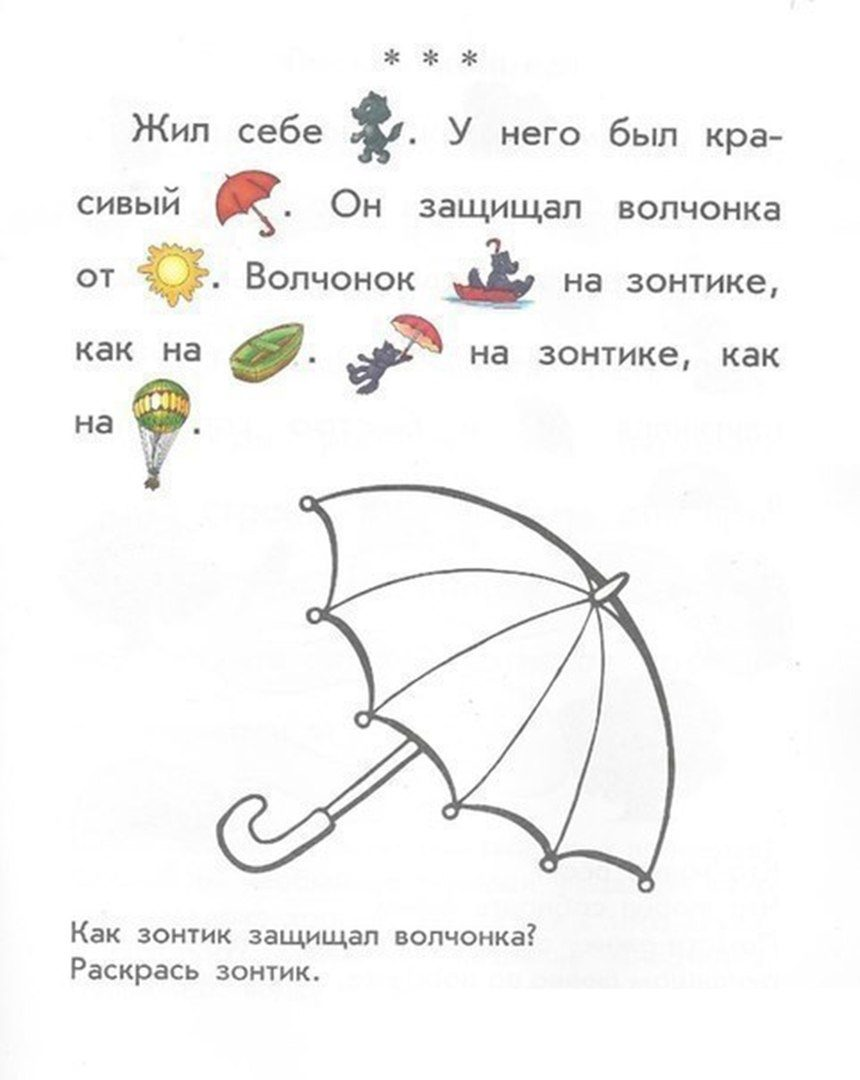 * * *
Жил себе . У него был кра-
сивый . Он защищал волчонка
от . Волчонок на зонтике,
как на . на зонтике, как
на .
Как зонтик защищал волчонка?
Раскрась зонтик.